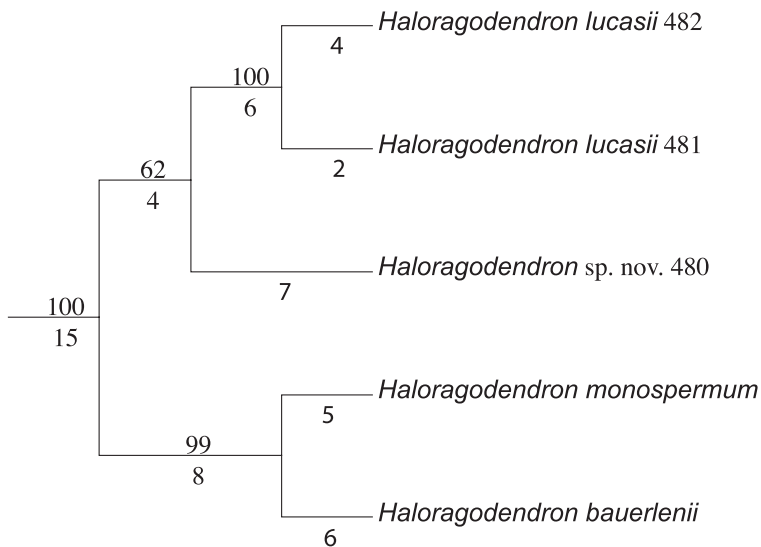 Haloragodendron lucasii 482
4
100
6
Haloragodendron lucasii 481
2
62
4
Haloragodendron sp. nov. 480
7
100
15
Haloragodendron monospermum
5
99
8
Haloragodendron bauerlenii
6